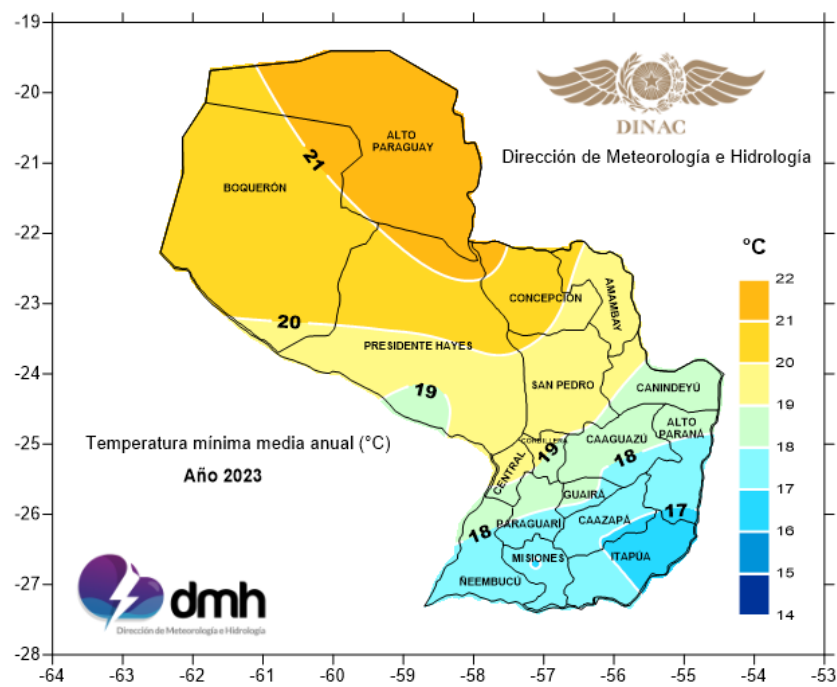 -19
-20
-21
-22
-23
-24
-25
-26
-27
-28
-64
-63
-62
-61
-60
-59
-58
-57
-56
-55
-54
-53
DINAC
Dirección de Meteorología e Hidrología
ALTO
PARAGUAY
21
BOQUERÓN
CONCEPCIÓN
AMAMBAY
20
PRESIDENTE HAYES
SAN PEDRO
CANINDEYÚ
19
ALTO
PARANÁ
CAAGUAZÚ
CORDILLERA
19
18
CENTRAL
GUAIRÁ
17
PARAGUARÍ
CAAZAPÁ
18
MISIONES
ITAPÚA
ÑEEMBUCÚ
Temperatura mínima media anual (°C)
Año 2023
°C
22
21
20
19
18
17
16
15
14
dmh
Dirección de Meteorología e Hidrología